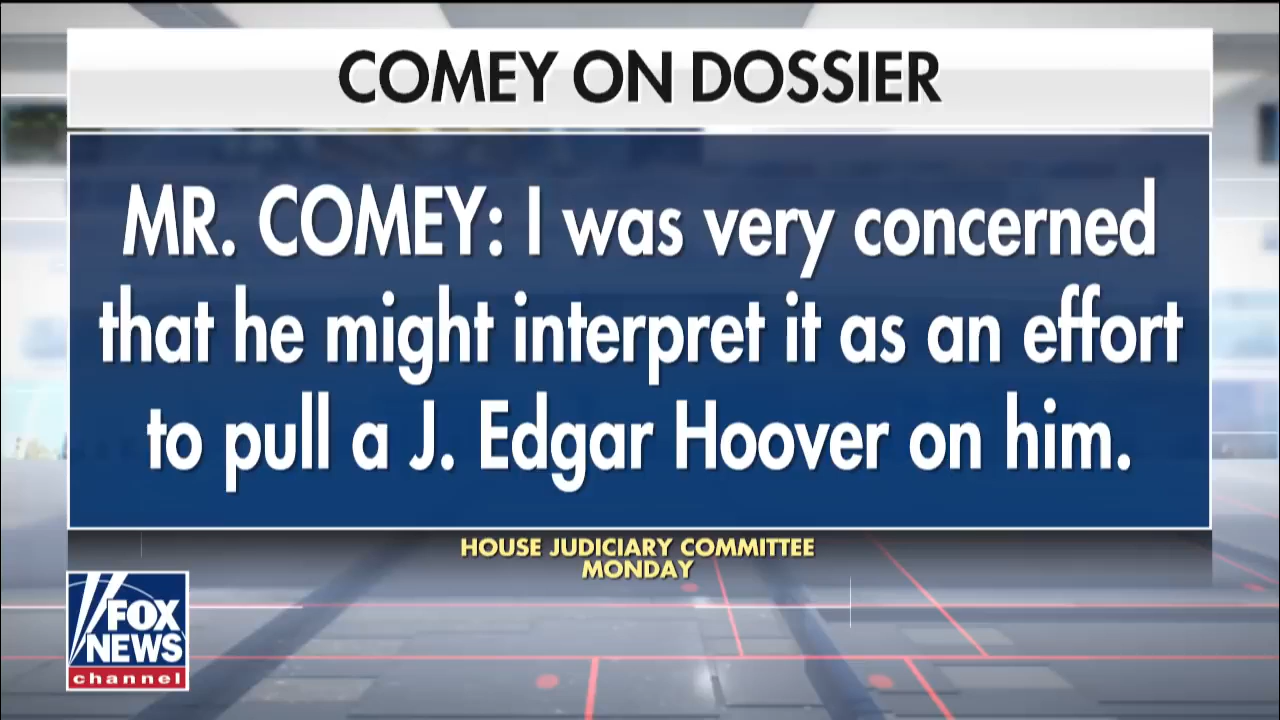 COMEY ON DOSSIER
MR. COMEY: I was very concerned
that he might interpret it as an effort
to pull a J. Edgar Hoover on him.
HOUSE JUDICIARY COMMITTEE
MONDAY
FOX
NEWS
channel